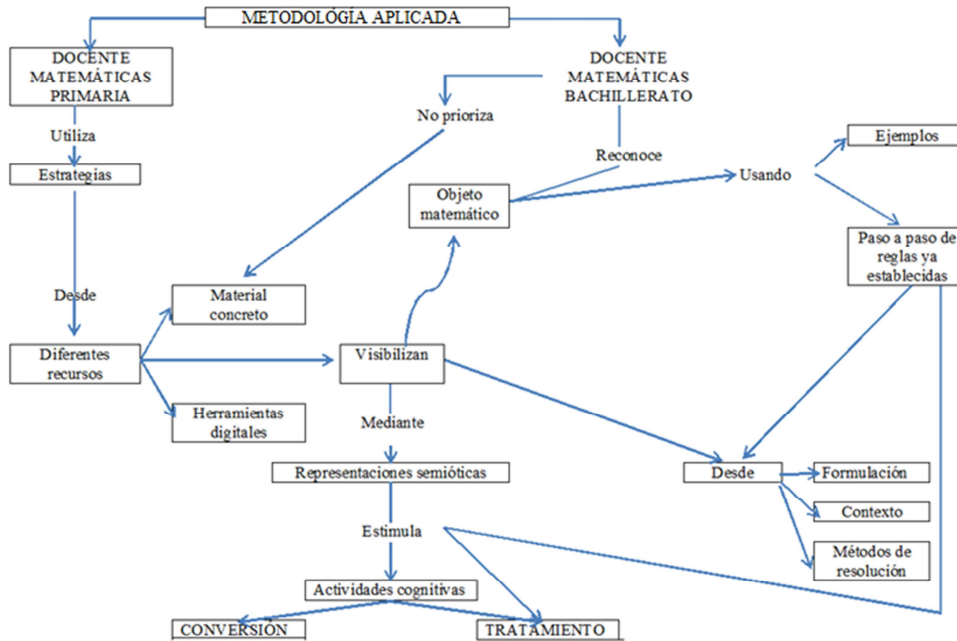 METODOLOGÍA APLICADA
DOCENTE
MATEMÁTICAS
PRIMARIA
DOCENTE
MATEMÁTICAS
BACHILLERATO
No prioriza
Utiliza
Reconoce
Ejemplos
Estrategias
Usando
Objeto
matemático
Paso a paso de
reglas ya
establecidas
Desde
Material
concreto
Diferentes
recursos
Visibilizan
Herramientas
digitales
Mediante
Representaciones semióticas
Desde
Formulación
Contexto
Estimula
Métodos de
resolución
Actividades cognitivas
CONVERSIÓN
TRATAMIENTO